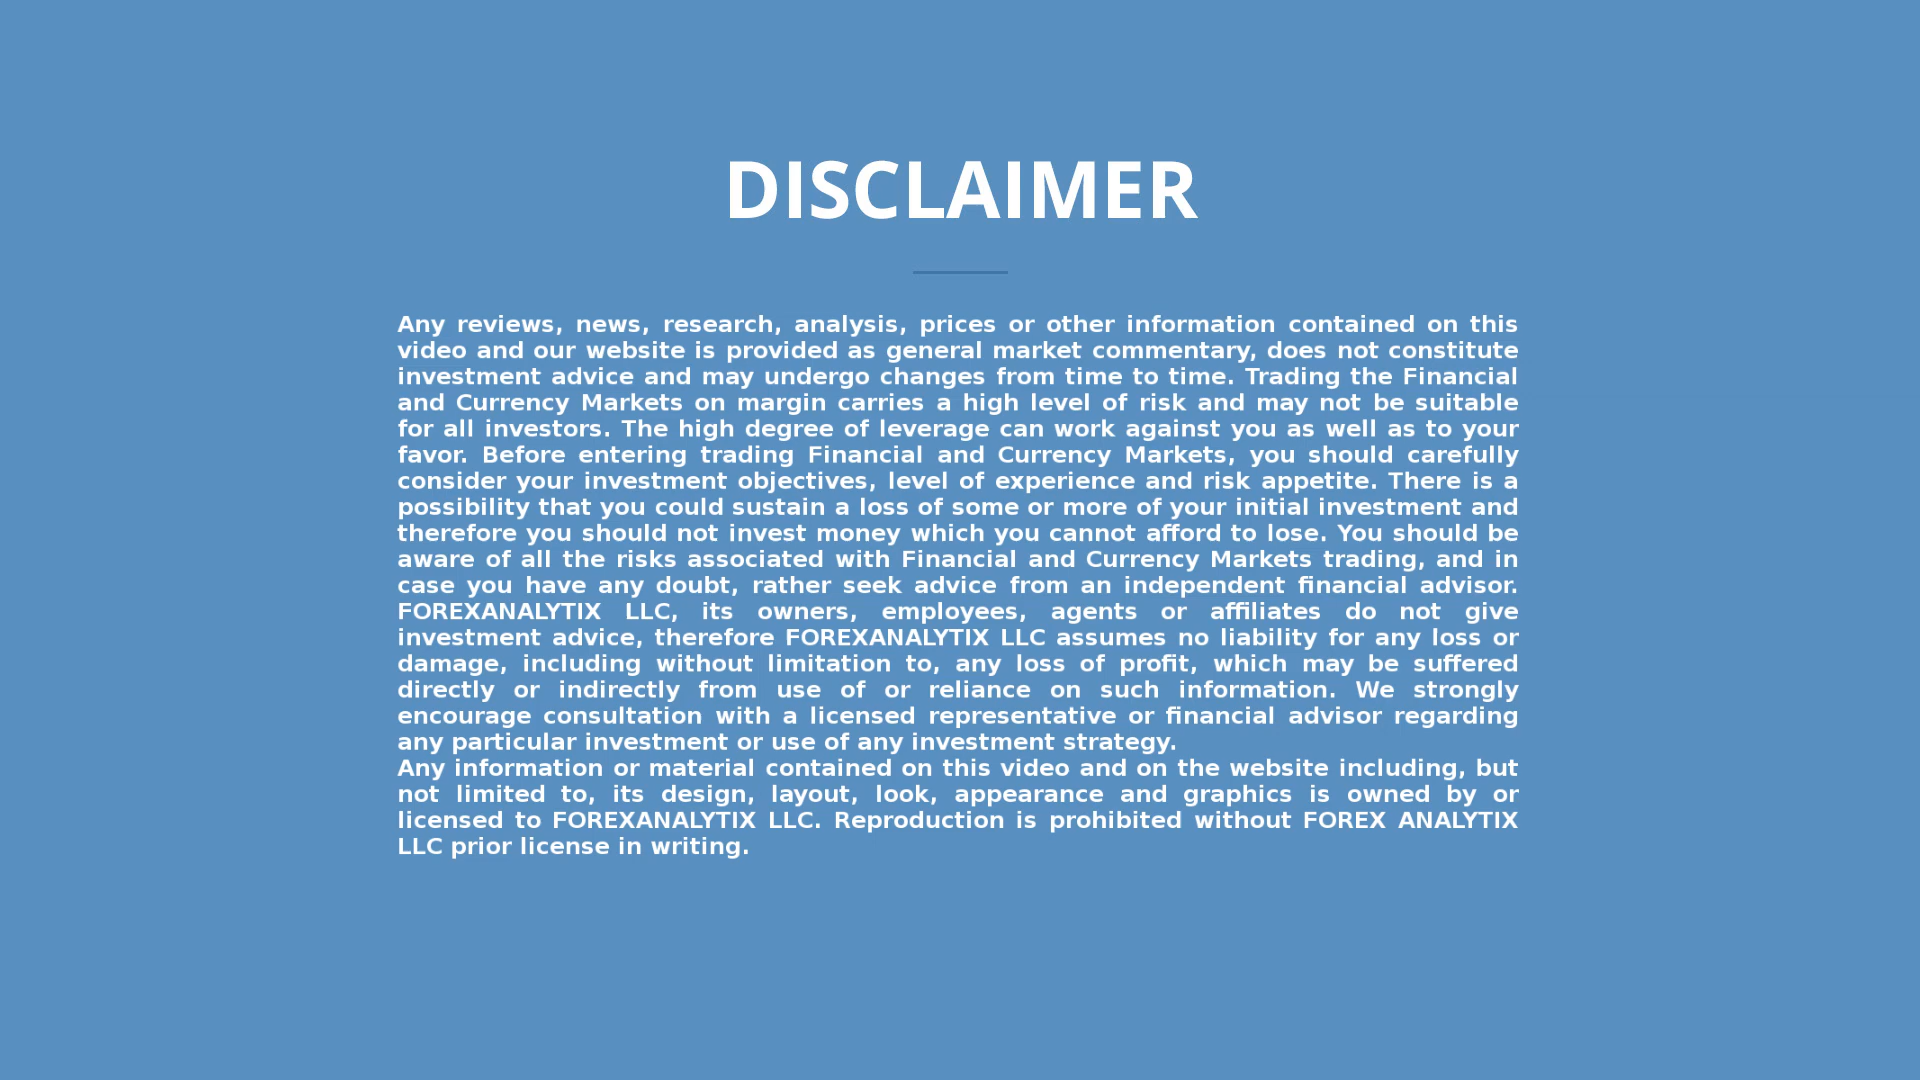 DISCLAIMER
Any reviews, news, research, analysis, prices or other information contained on this
video and our website is provided as general market commentary, does not constitute
investment advice and may undergo changes from time to time. Trading the Financial
and Currency Markets on margin carries a high level of risk and may not be suitable
for all investors. The high degree of leverage can work against you as well as to your
favor. Before entering trading Financial and Currency Markets, you should carefully
consider your investment objectives, level of experience and risk appetite. There is a
possibility that you could sustain a loss of some or more of your initial investment and
therefore you should not invest money which you cannot afford to lose. You should be
aware of all the risks associated with Financial and Currency Markets trading, and in
case you have any doubt, rather seek advice from an independent financial advisor.
FOREXANALYTIX LLC, its owners, employees, agents or affiliates do not give
investment advice, therefore FOREXANALYTIX LLC assumes no liability for any loss or
damage, including without limitation to, any loss of profit, which may be suffered
directly or indirectly from use of or reliance on such information. We strongly
encourage consultation with a licensed representative or financial advisor regarding
any particular investment or use of any investment strategy.
Any information or material contained on this video and on the website including, but
not limited to, its design, layout, look, appearance and graphics is owned by or
licensed to FOREXANALYTIX LLC. Reproduction is prohibited without FOREX ANALYTIX
LLC prior license in writing.